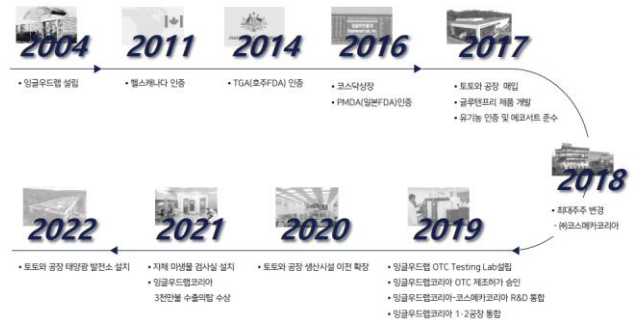 2004
• 잉글우드랩 설립
2011
• 헬스캐나다 인증
2014
• TGA(호주FDA) 인증
2016
• 코스닥상장
• PMDA(일본FDA)인증
2017
• 토토와 공장 매입
• 글루텐프리 제품 개발
• 유기농 인증 및 에코서트 준수
2018
• 최대주주 변경
- ㈜코스메카코리아
2019
• 잉글우드랩 OTC Testing Lab설립
• 잉글우드랩코리아 OTC 제조허가 승인
• 잉글우드랩코리아-코스메카코리아 R&D 통합
• 잉글우드랩코리아 1·2공장 통합
2020
• 토토와 공장 생산시설 이전 확장
2021
• 자체 미생물 검사실 설치
• 잉글우드랩코리아
3천만불 수출의탑 수상
2022
• 토토와 공장 태양광 발전소 설치